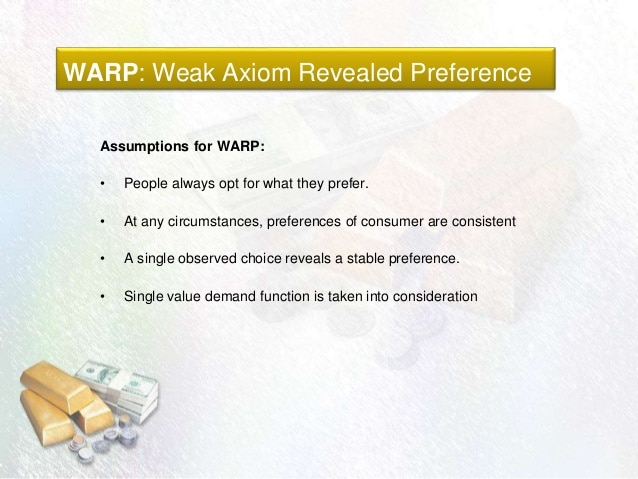 WARP: Weak Axiom Revealed Preference
Assumptions for WARP:
• People always opt for what they prefer.
• At any circumstances, preferences of consumer are consistent
• A single observed choice reveals a stable preference.
• Single value demand function is taken into consideration